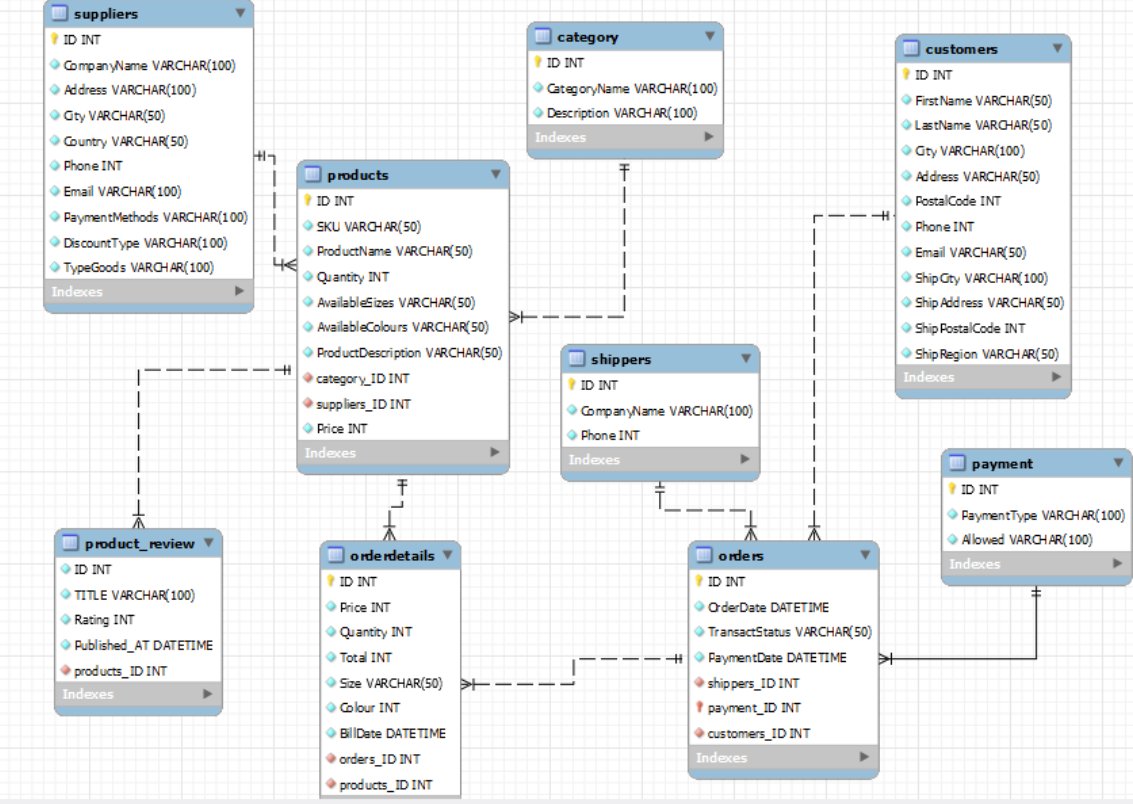 suppliers
ID INT
CompanyName VARCHAR(100)
Address VARCHAR(100)
City VARCHAR(50)
Country VARCHAR(50)
Phone INT
Email VARCHAR(100)
PaymentMethods VARCHAR(100)
DiscountType VARCHAR(100)
TypeGoods VARCHAR(100)
Indexes
category
ID INT
CategoryName VARCHAR(100)
Description VARCHAR(100)
Indexes
customers
ID INT
FirstName VARCHAR(50)
LastName VARCHAR(50)
City VARCHAR(100)
Address VARCHAR(50)
PostalCode INT
Phone INT
Email VARCHAR(50)
ShipCity VARCHAR(100)
ShipAddress VARCHAR(50)
ShipPostalCode INT
ShipRegion VARCHAR(50)
Indexes
products
ID INT
SKU VARCHAR(50)
ProductName VARCHAR(50)
Quantity INT
AvailableSizes VARCHAR(50)
AvailableColours VARCHAR(50)
ProductDescription VARCHAR(50)
category_ID INT
suppliers_ID INT
Price INT
Indexes
shippers
ID INT
CompanyName VARCHAR(100)
Phone INT
Indexes
payment
ID INT
PaymentType VARCHAR(100)
Allowed VARCHAR(100)
Indexes
product_review
ID INT
TITLE VARCHAR(100)
Rating INT
Published_AT DATETIME
products_ID INT
Indexes
orderdetails
ID INT
Price INT
Quantity INT
Total INT
Size VARCHAR(50)
Colour INT
BillDate DATETIME
orders_ID INT
products_ID INT
orders
ID INT
OrderDate DATETIME
TransactStatus VARCHAR(50)
PaymentDate DATETIME
shippers_ID INT
payment_ID INT
customers_ID INT
Indexes